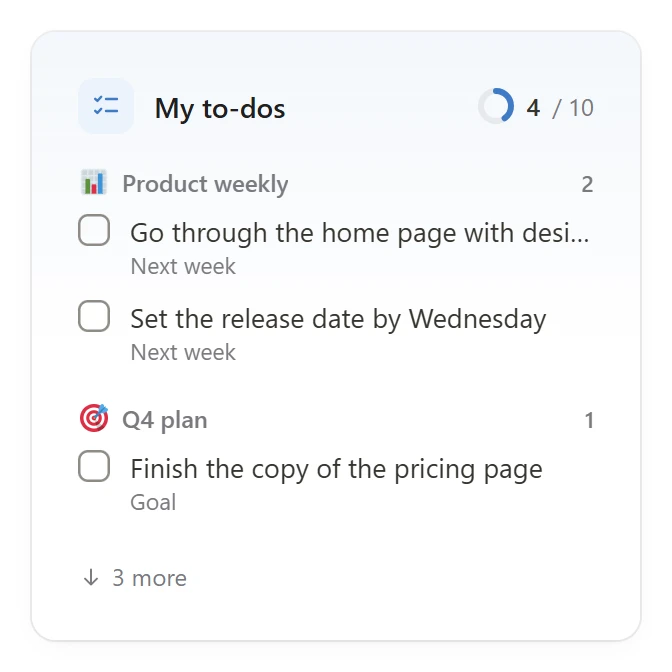 My to-dos
4 / 10
Product weekly
2
Go through the home page with desi...
Next week
Set the release date by Wednesday
Next week
Q4 plan
1
Finish the copy of the pricing page
Goal
↓ 3 more